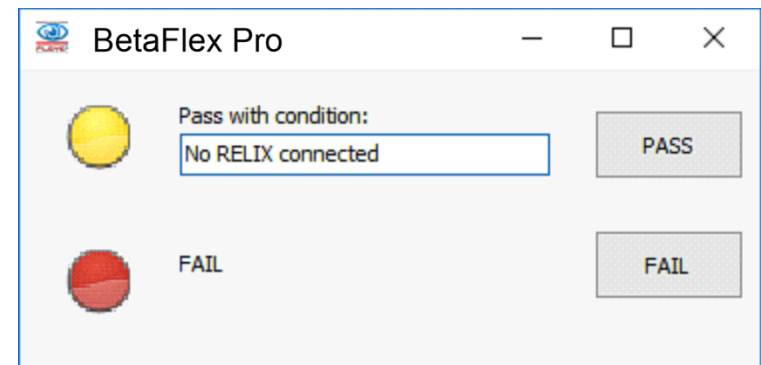 BetaFlex Pro
Pass with condition:
No RELIX connected
PASS
FAIL
FAIL